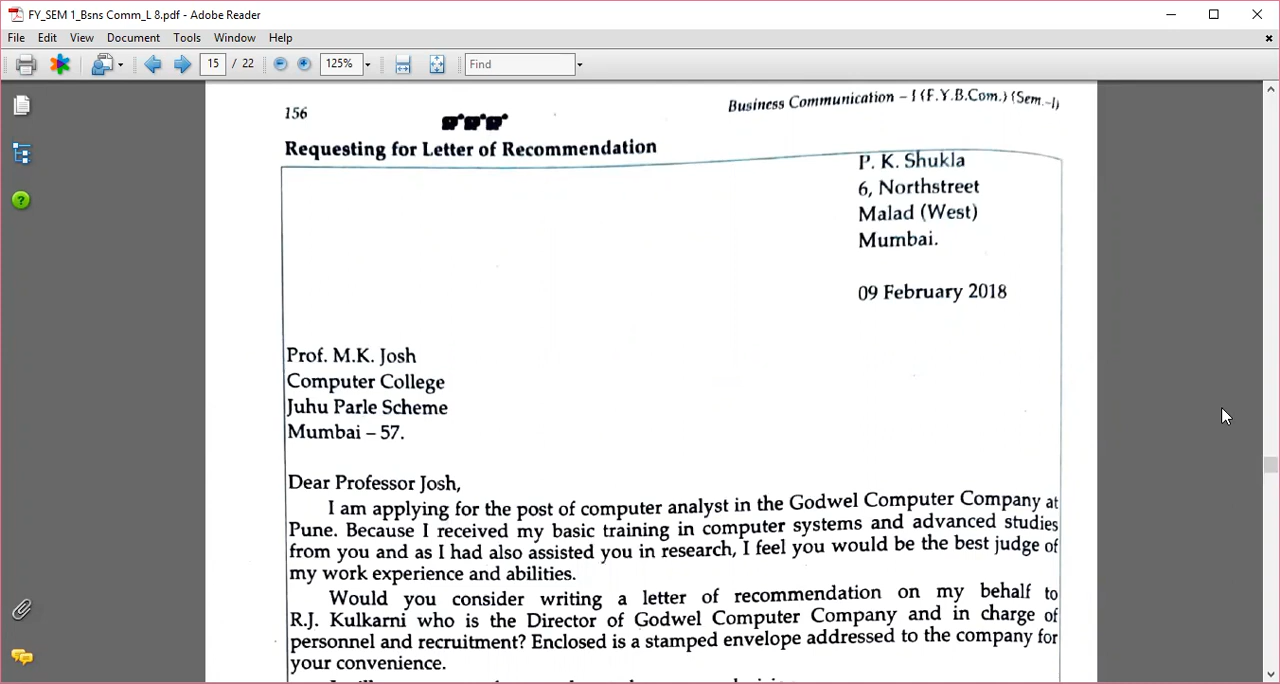 FY_SEM 1_Bsns Comm_L 8.pdf - Adobe Reader
File Edit View Document Tools Window Help
15 / 22 125% Find
156 Business Communication – I (F.Y.B.Com.) (Sem.-I)
Requesting for Letter of Recommendation
P. K. Shukla
6, Northstreet
Malad (West)
Mumbai.
09 February 2018
Prof. M.K. Josh
Computer College
Juhu Parle Scheme
Mumbai – 57.
Dear Professor Josh,
I am applying for the post of computer analyst in the Godwel Computer Company at
Pune. Because I received my basic training in computer systems and advanced studies
from you and as I had also assisted you in research, I feel you would be the best judge of
my work experience and abilities.
Would you consider writing a letter of recommendation on my behalf to
R.J. Kulkarni who is the Director of Godwel Computer Company and in charge of
personnel and recruitment? Enclosed is a stamped envelope addressed to the company for
your convenience.